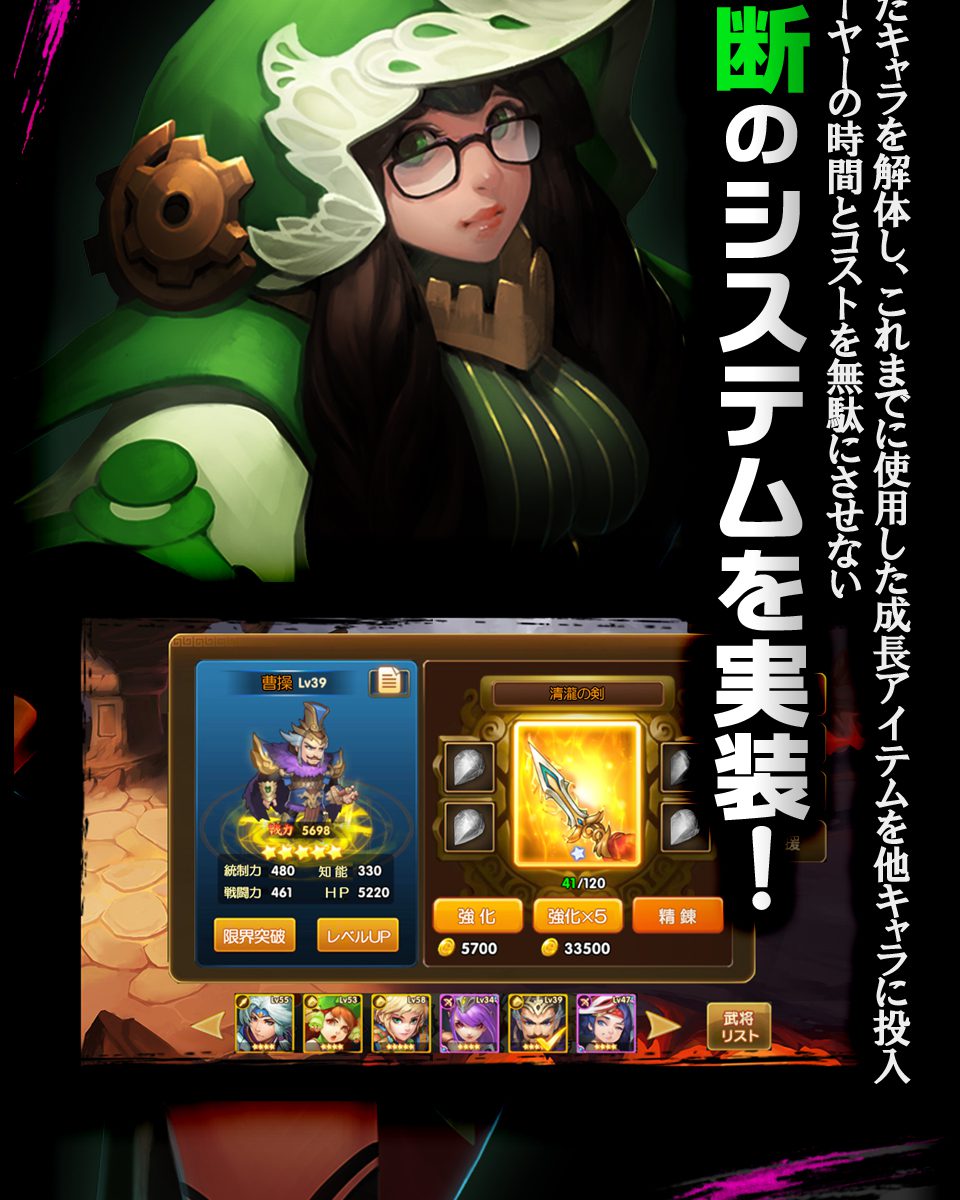 たキャラを解体し、これまでに使用した成長アイテムを他キャラに投入
ーヤーの時間とコストを無駄にさせない
断のシステムを実装！
曹操 Lv39
戦力 5698
統制力 480 知能 330
戦闘力 461 HP 5220
限界突破 レベルUP
清瀧の剣
41/120
強化 強化×5 精錬
5700 33500
援
Lv55 Lv53 Lv58 Lv34 Lv39 Lv47
武将
リスト